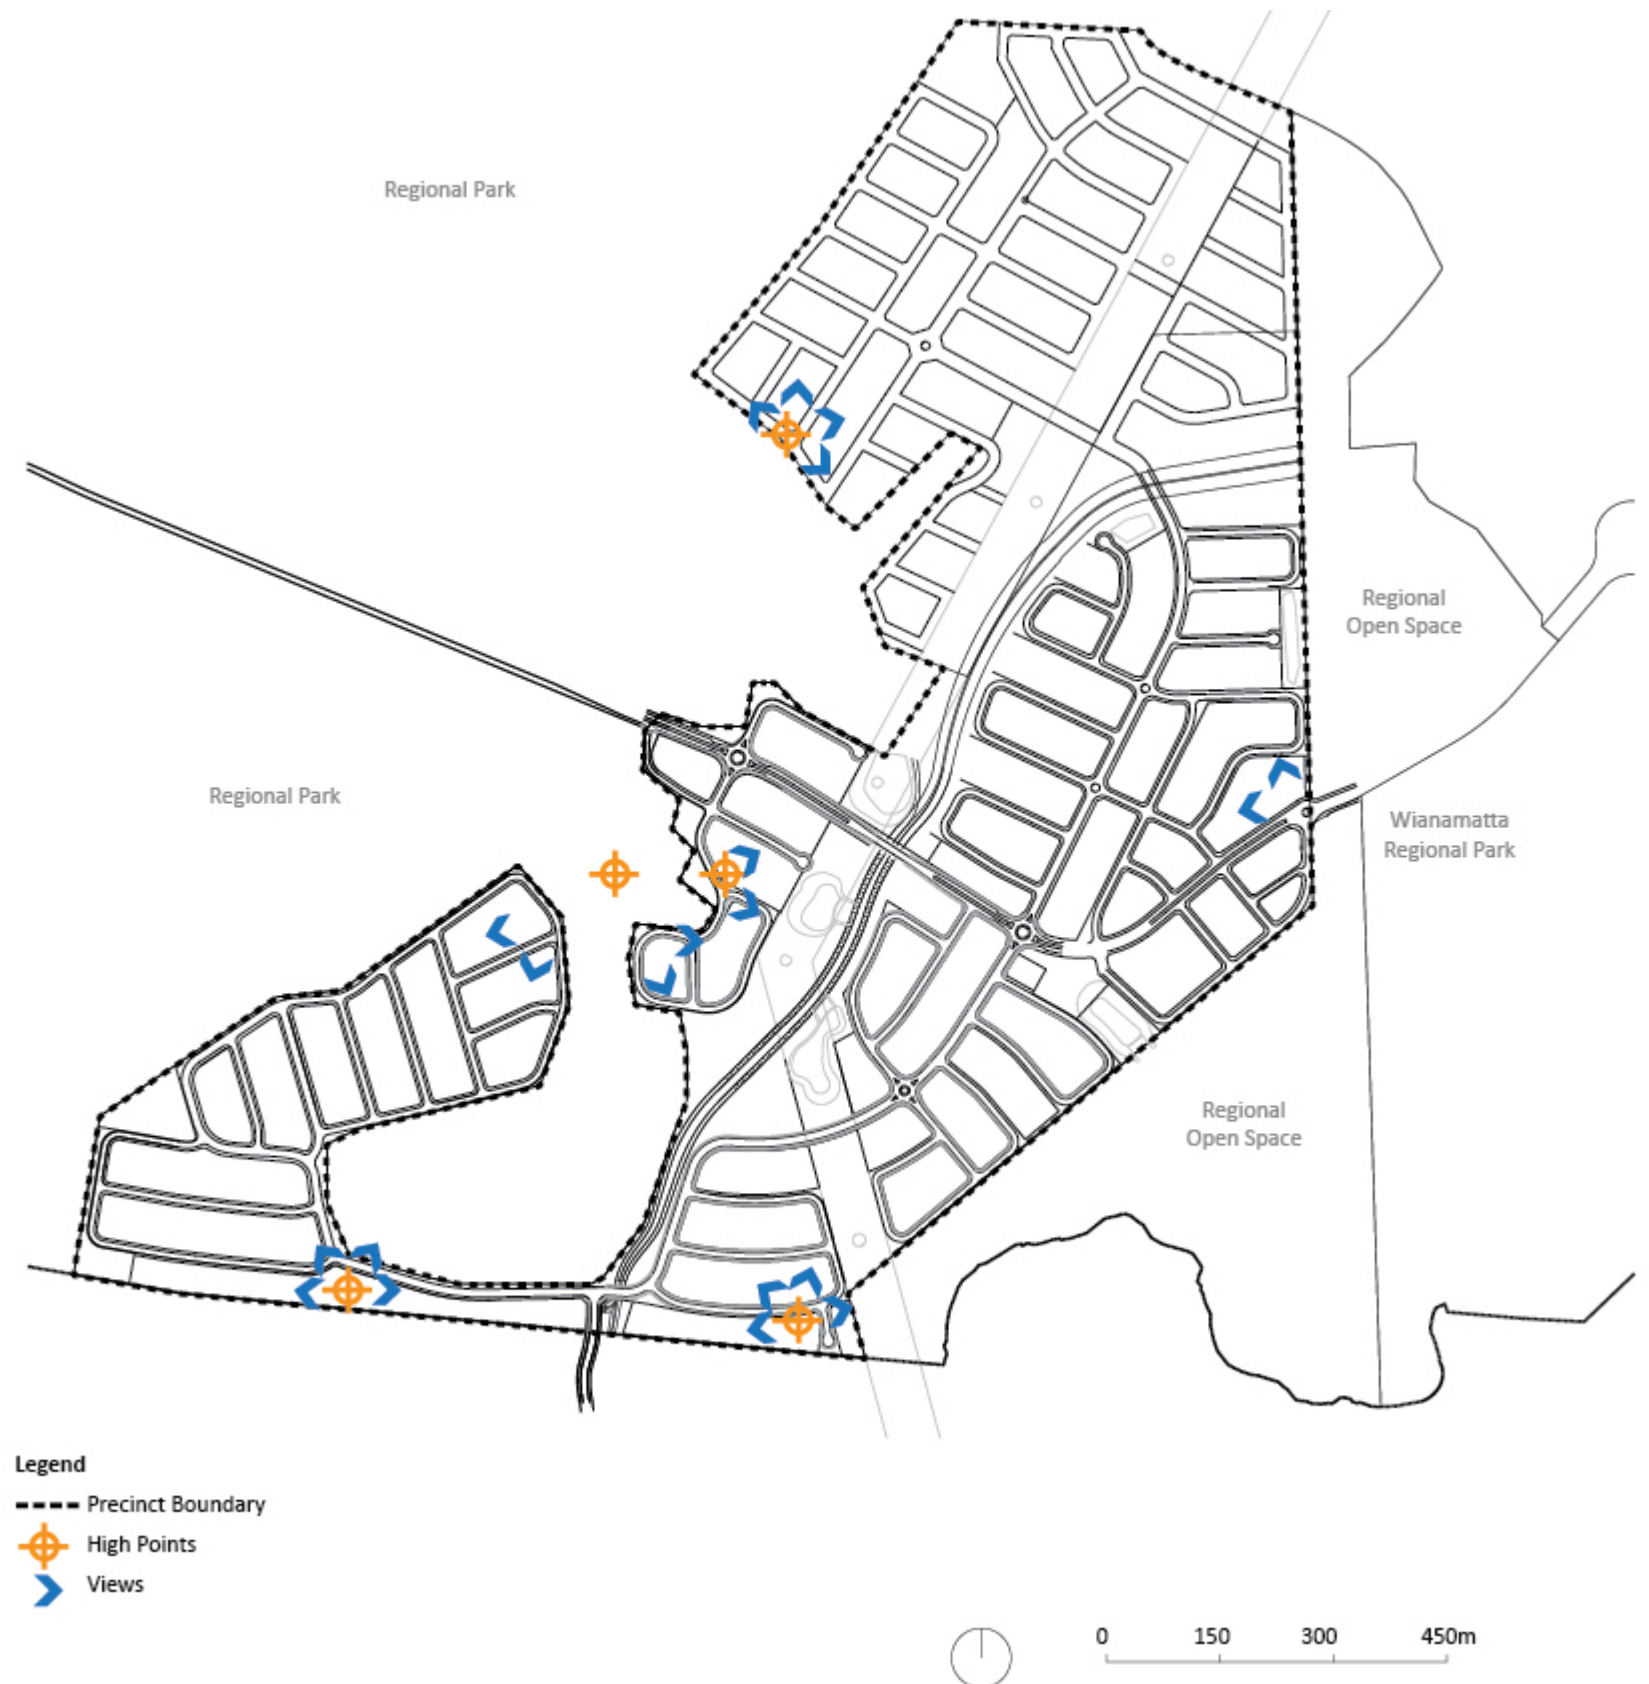 Regional Park
Regional
Open Space
Regional Park
Wianamatta
Regional Park
Regional
Open Space
Legend
Precinct Boundary
High Points
Views
0 150 300 450m